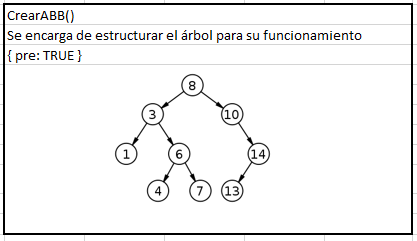 CrearABB()
Se encarga de estructurar el árbol para su funcionamiento
{ pre: TRUE }
8
3 10
1 6 14
4 7 13